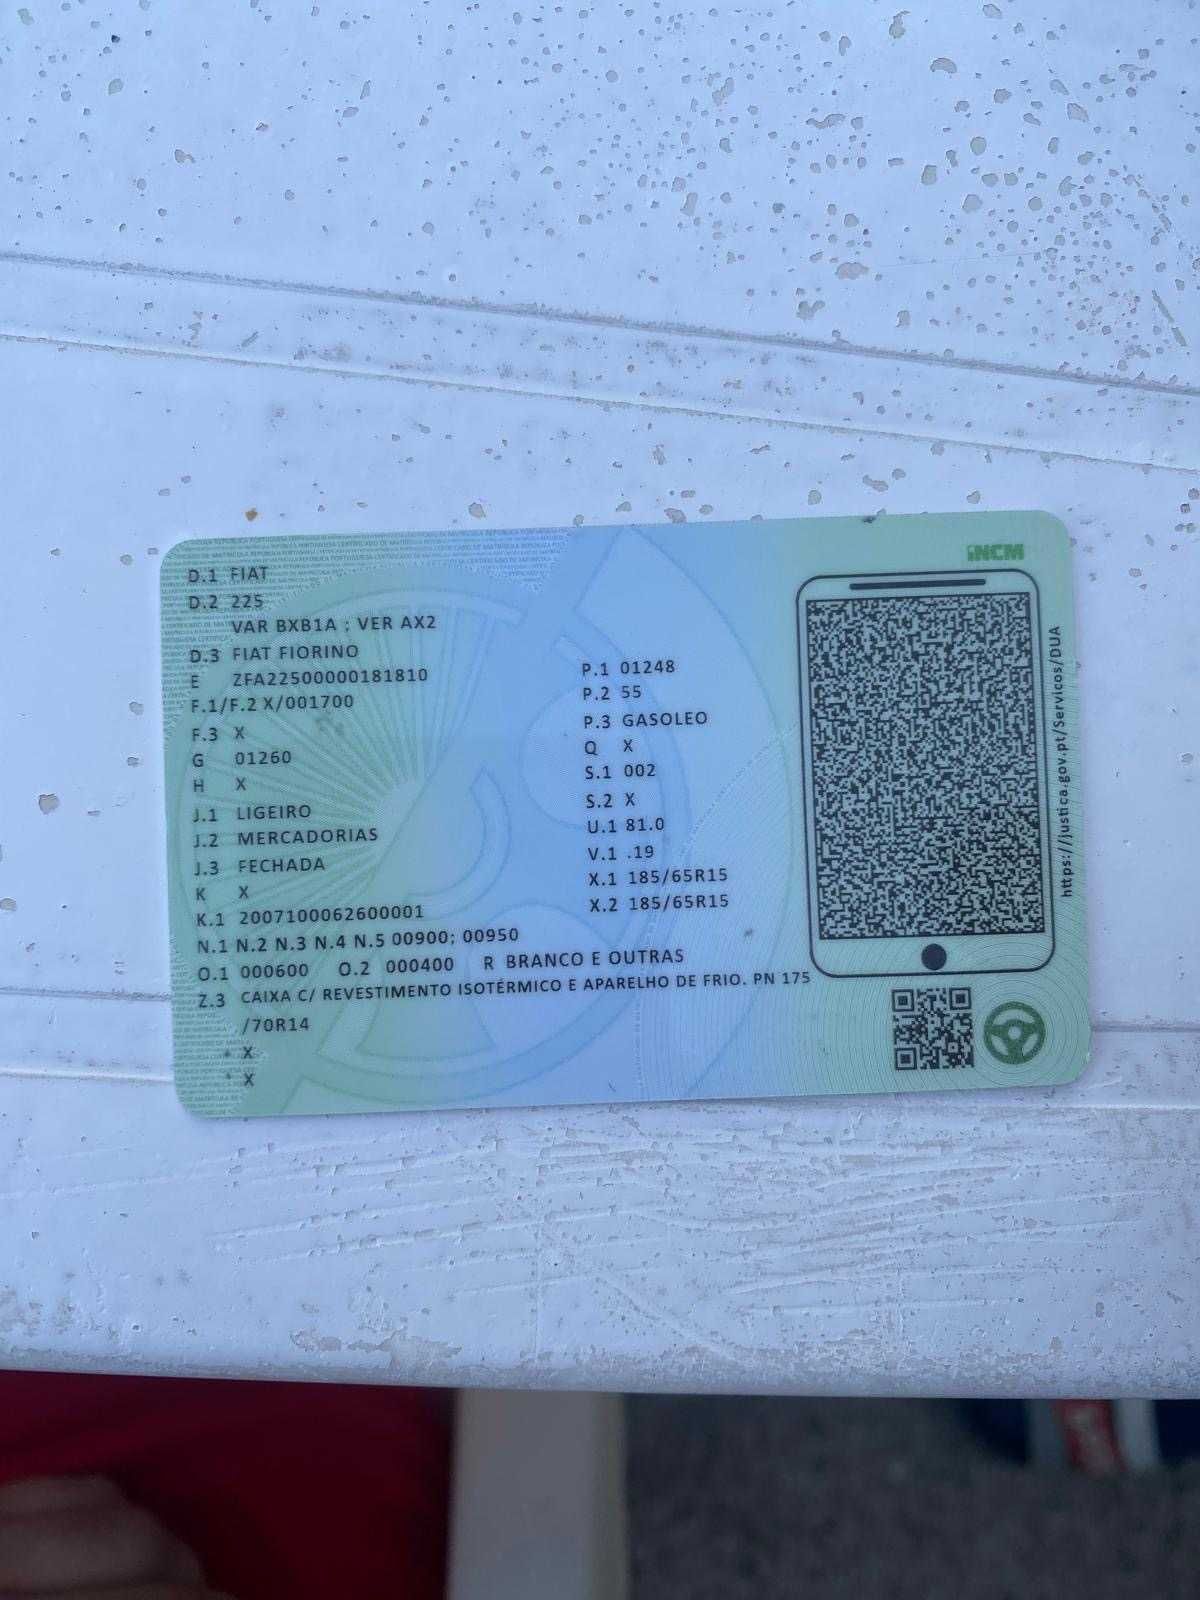 iNCM
D.1 FIAT
D.2 225
VAR BXB1A ; VER AX2
D.3 FIAT FIORINO
E ZFA22500000181810
F.1/F.2 X/001700
F.3 X
G 01260
H X
J.1 LIGEIRO
J.2 MERCADORIAS
J.3 FECHADA
K X
K.1 2007100062600001
P.1 01248
P.2 55
P.3 GASOLEO
Q X
S.1 002
S.2 X
U.1 81.0
V.1 .19
X.1 185/65R15
X.2 185/65R15
N.1 N.2 N.3 N.4 N.5 00900; 00950
O.1 000600 O.2 000400 R BRANCO E OUTRAS
Z.3 CAIXA C/ REVESTIMENTO ISOTÉRMICO E APARELHO DE FRIO. PN 175
/70R14
X
X
https://justica.gov.pt/Servicos/DUA